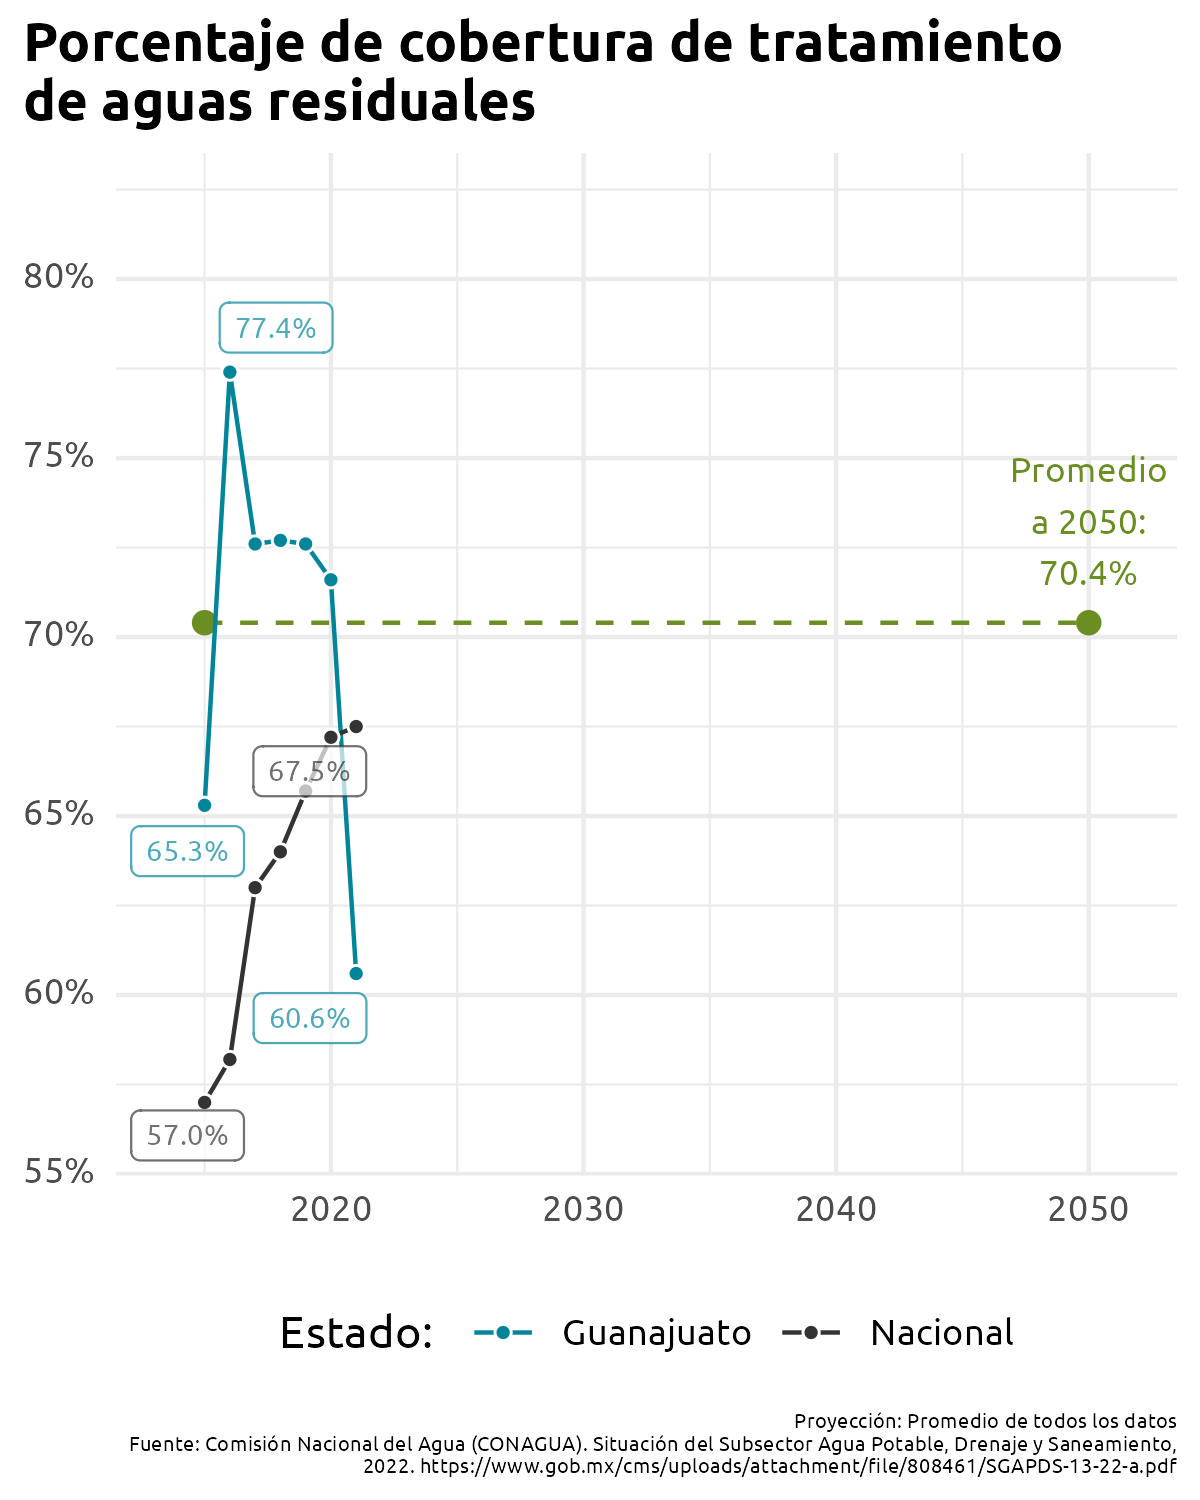 Porcentaje de cobertura de tratamiento
de aguas residuales
80%
77.4%
75%
Promedio
a 2050:
70.4%
70%
67.5%
65%
65.3%
60%
60.6%
57.0%
55%
2020 2030 2040 2050
Estado: Guanajuato Nacional
Proyección: Promedio de todos los datos
Fuente: Comisión Nacional del Agua (CONAGUA). Situación del Subsector Agua Potable, Drenaje y Saneamiento,
2022. https://www.gob.mx/cms/uploads/attachment/file/808461/SGAPDS-13-22-a.pdf